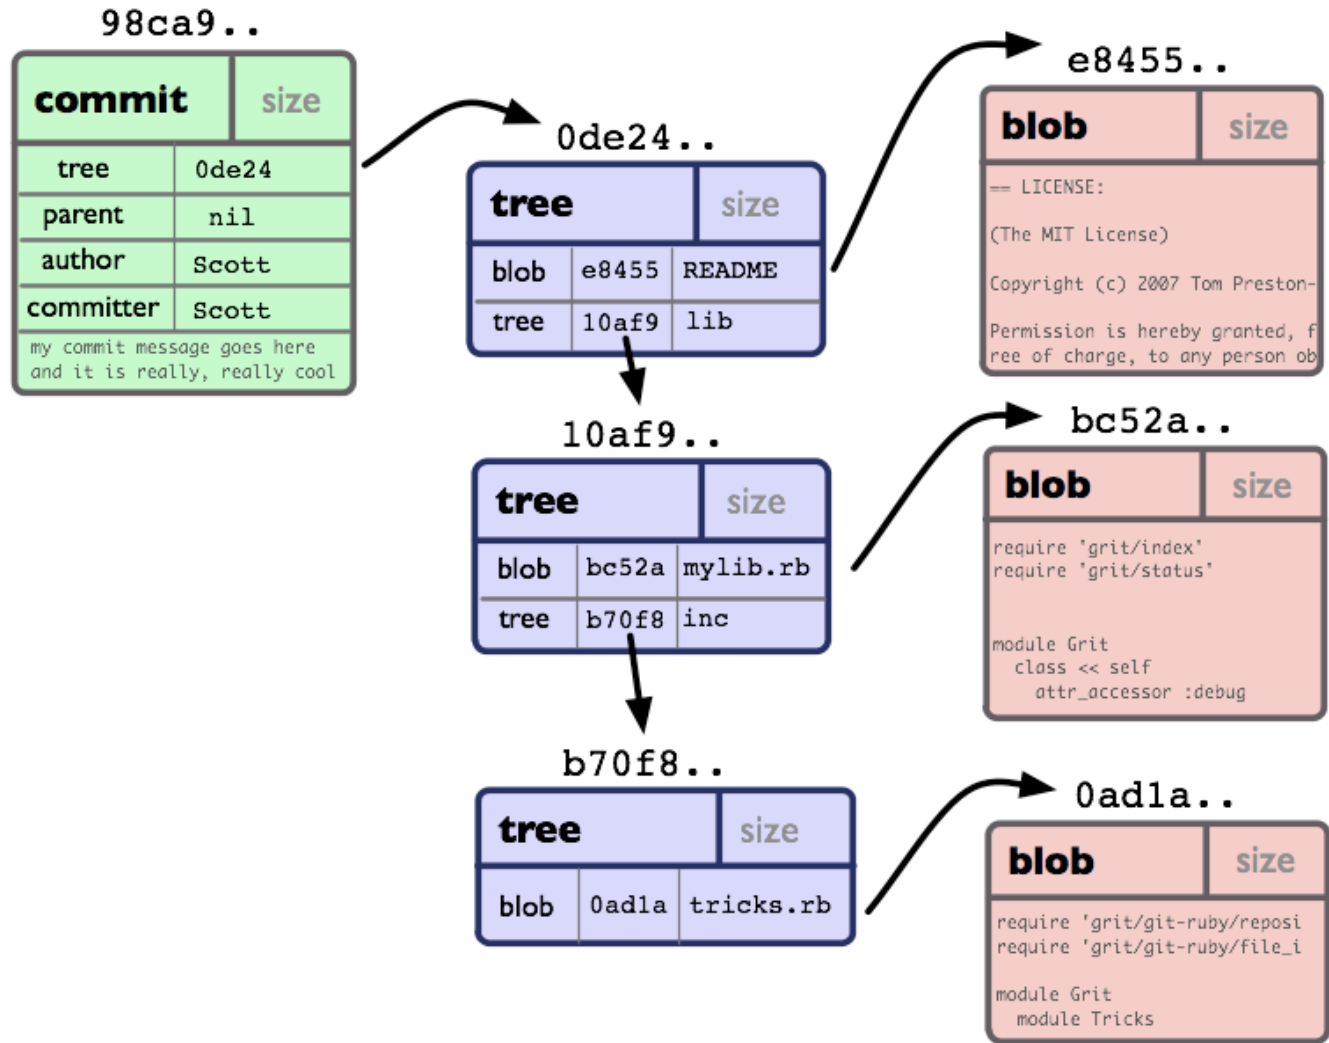 98ca9..
commit size
tree 0de24
parent nil
author Scott
committer Scott
my commit message goes here
and it is really, really cool
0de24..
tree size
blob e8455 README
tree 10af9 lib
10af9..
tree size
blob bc52a mylib.rb
tree b70f8 inc
b70f8..
tree size
blob 0ad1a tricks.rb
e8455..
blob size
== LICENSE:
(The MIT License)
Copyright (c) 2007 Tom Preston-
Permission is hereby granted, f
ree of charge, to any person ob
bc52a..
blob size
require 'grit/index'
require 'grit/status'
module Grit
class << self
attr_accessor :debug
0ad1a..
blob size
require 'grit/git-ruby/reposi
require 'grit/git-ruby/file_i
module Grit
module Tricks